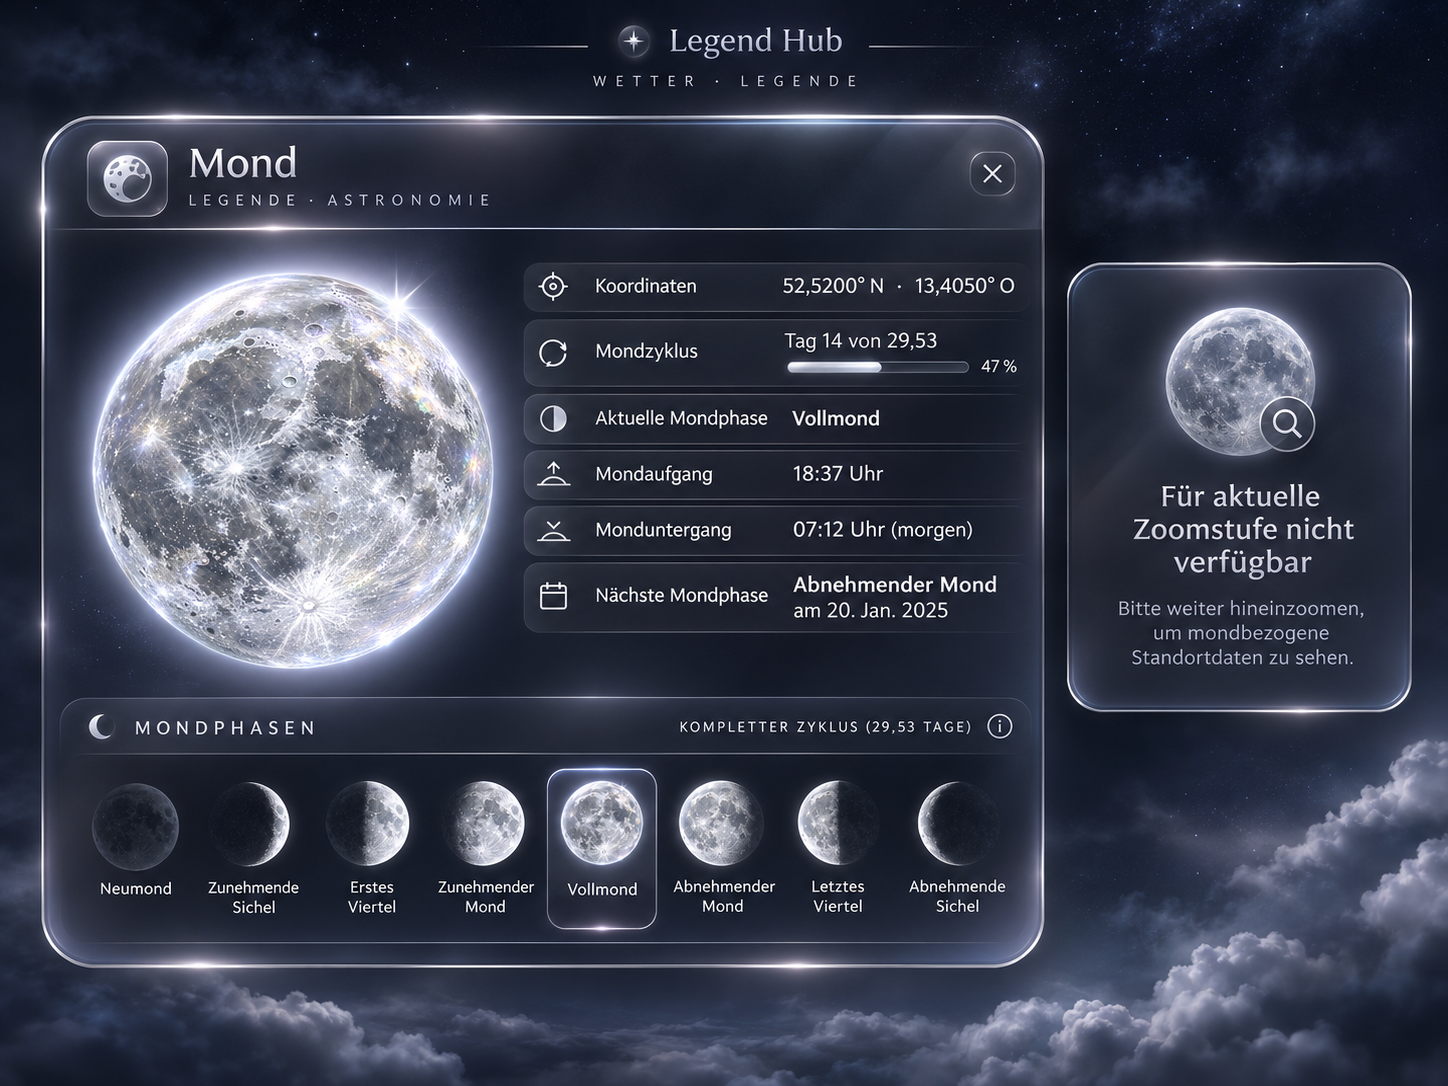 Legend Hub
WETTER · LEGENDE
Mond
LEGENDE · ASTRONOMIE
Koordinaten 52,5200° N · 13,4050° O
Mondzyklus Tag 14 von 29,53
47 %
Aktuelle Mondphase Vollmond
Mondaufgang 18:37 Uhr
Monduntergang 07:12 Uhr (morgen)
Nächste Mondphase Abnehmender Mond
am 20. Jan. 2025
MONDPHASEN KOMPLETTER ZYKLUS (29,53 TAGE)
Neumond
Zunehmende
Sichel
Erstes
Viertel
Zunehmender
Mond
Vollmond
Abnehmender
Mond
Letztes
Viertel
Abnehmende
Sichel
Für aktuelle
Zoomstufe nicht
verfügbar
Bitte weiter hineinzoomen,
um mondbezogene
Standortdaten zu sehen.